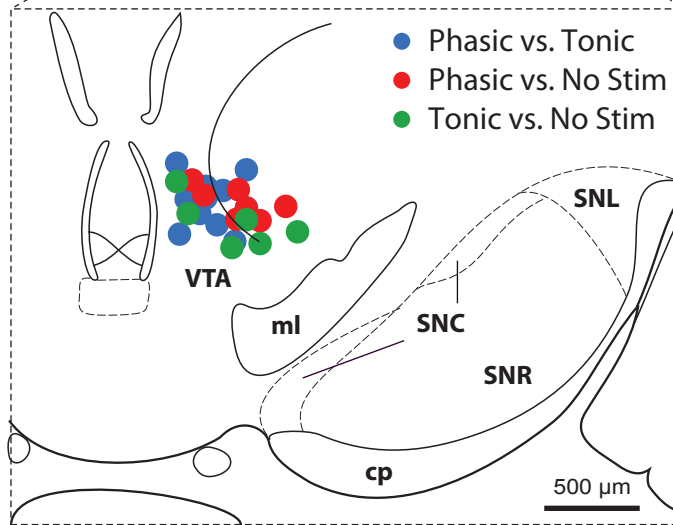 Phasic vs. Tonic
Phasic vs. No Stim
Tonic vs. No Stim
SNL
VTA
ml
SNC
SNR
cp
500 μm